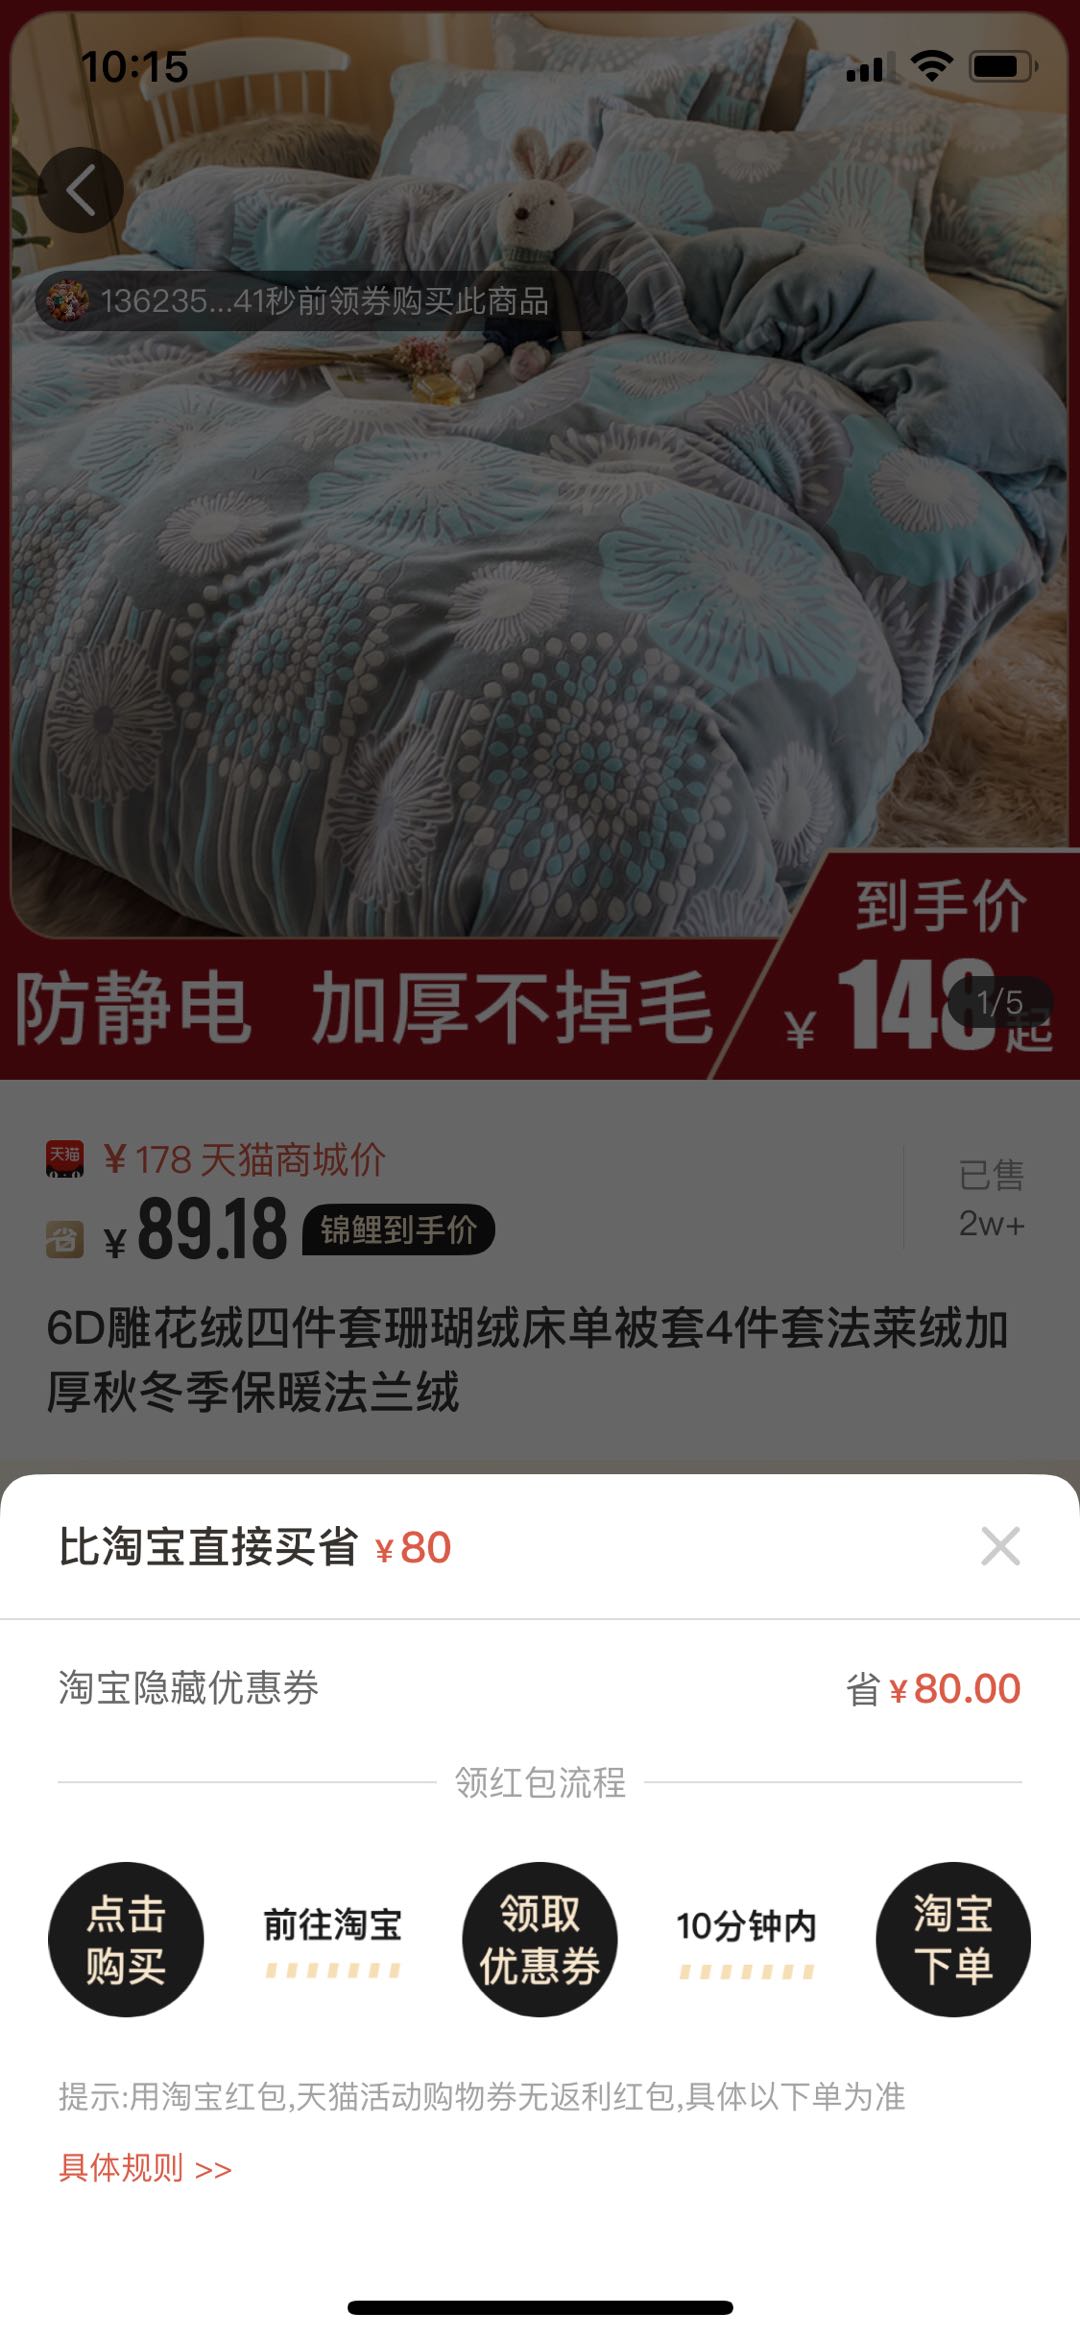 10:15
136235...41秒前领券购买此商品
到手价
防静电 加厚不掉毛
¥ 148起
1/5
天猫 ¥178 天猫商城价
已售
省 ¥89.18 锦鲤到手价
2w+
6D雕花绒四件套珊瑚绒床单被套4件套法莱绒加
厚秋冬季保暖法兰绒
比淘宝直接买省 ¥80
淘宝隐藏优惠券 省¥80.00
领红包流程
点击
购买
前往淘宝
领取
优惠券
10分钟内
淘宝
下单
提示:用淘宝红包,天猫活动购物券无返利红包,具体以下单为准
具体规则 >>